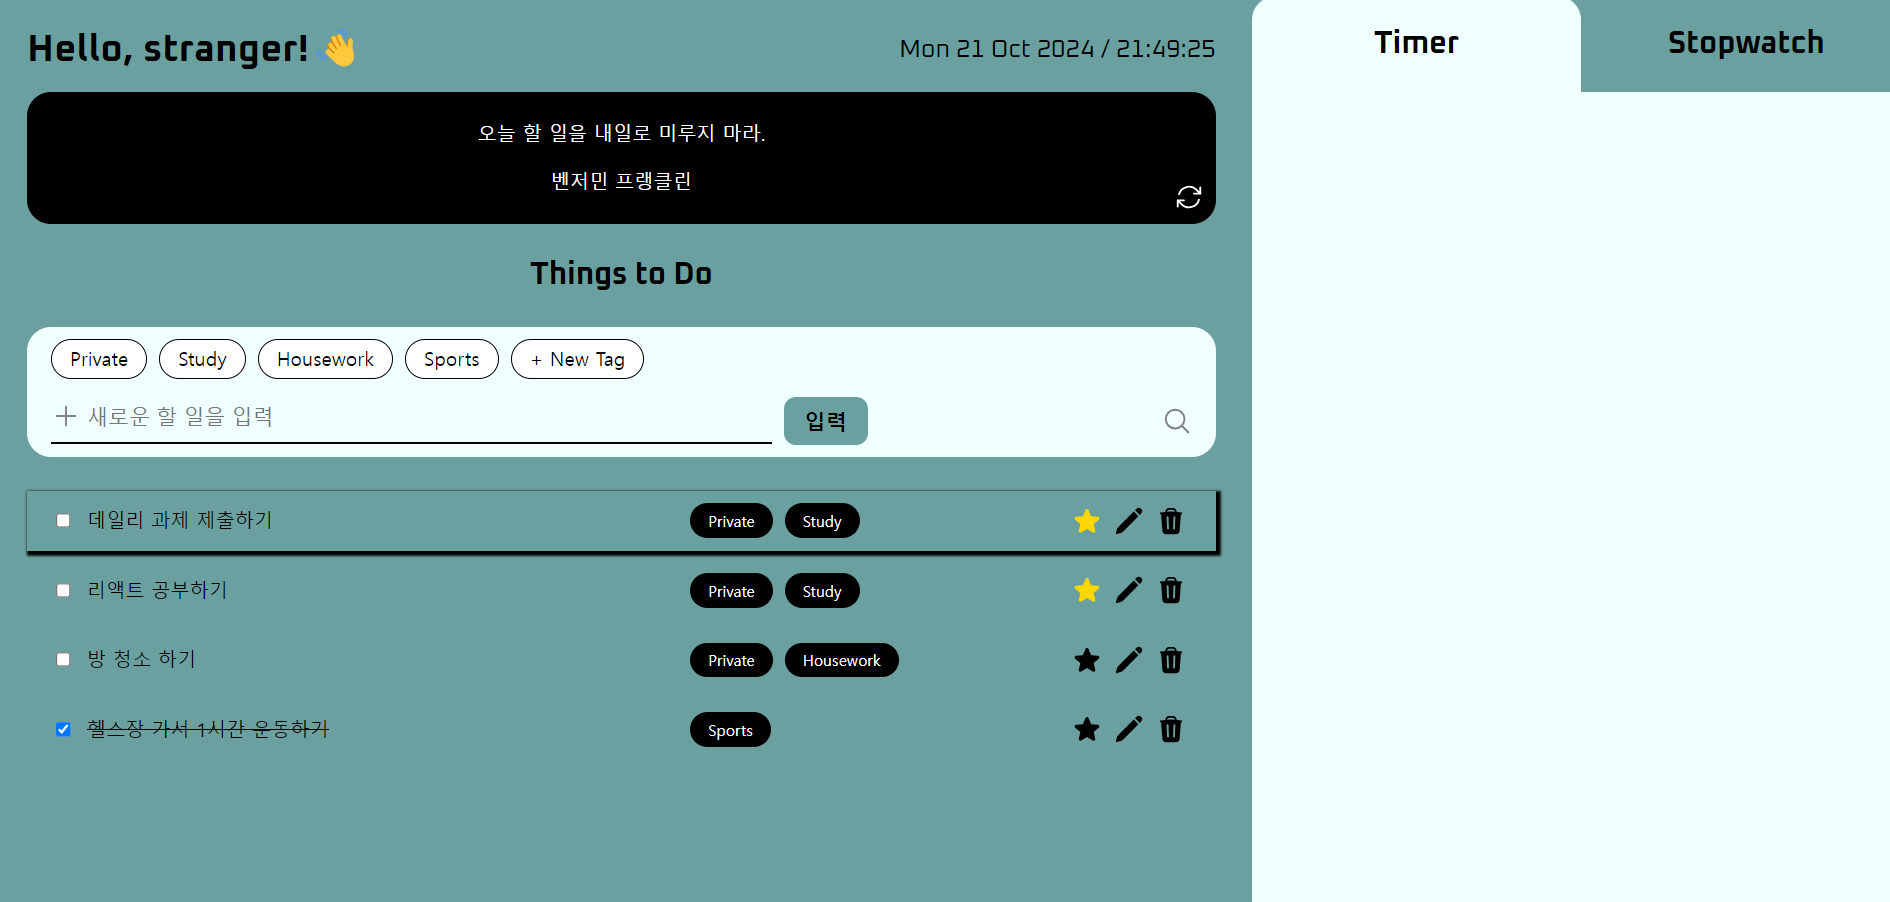 Hello, stranger! 👋
Mon 21 Oct 2024 / 21:49:25
Timer
Stopwatch
오늘 할 일을 내일로 미루지 마라.
벤저민 프랭클린
Things to Do
Private
Study
Housework
Sports
+ New Tag
새로운 할 일을 입력
입력
데일리 과제 제출하기
Private
Study
리액트 공부하기
Private
Study
방 청소 하기
Private
Housework
헬스장 가서 1시간 운동하기
Sports